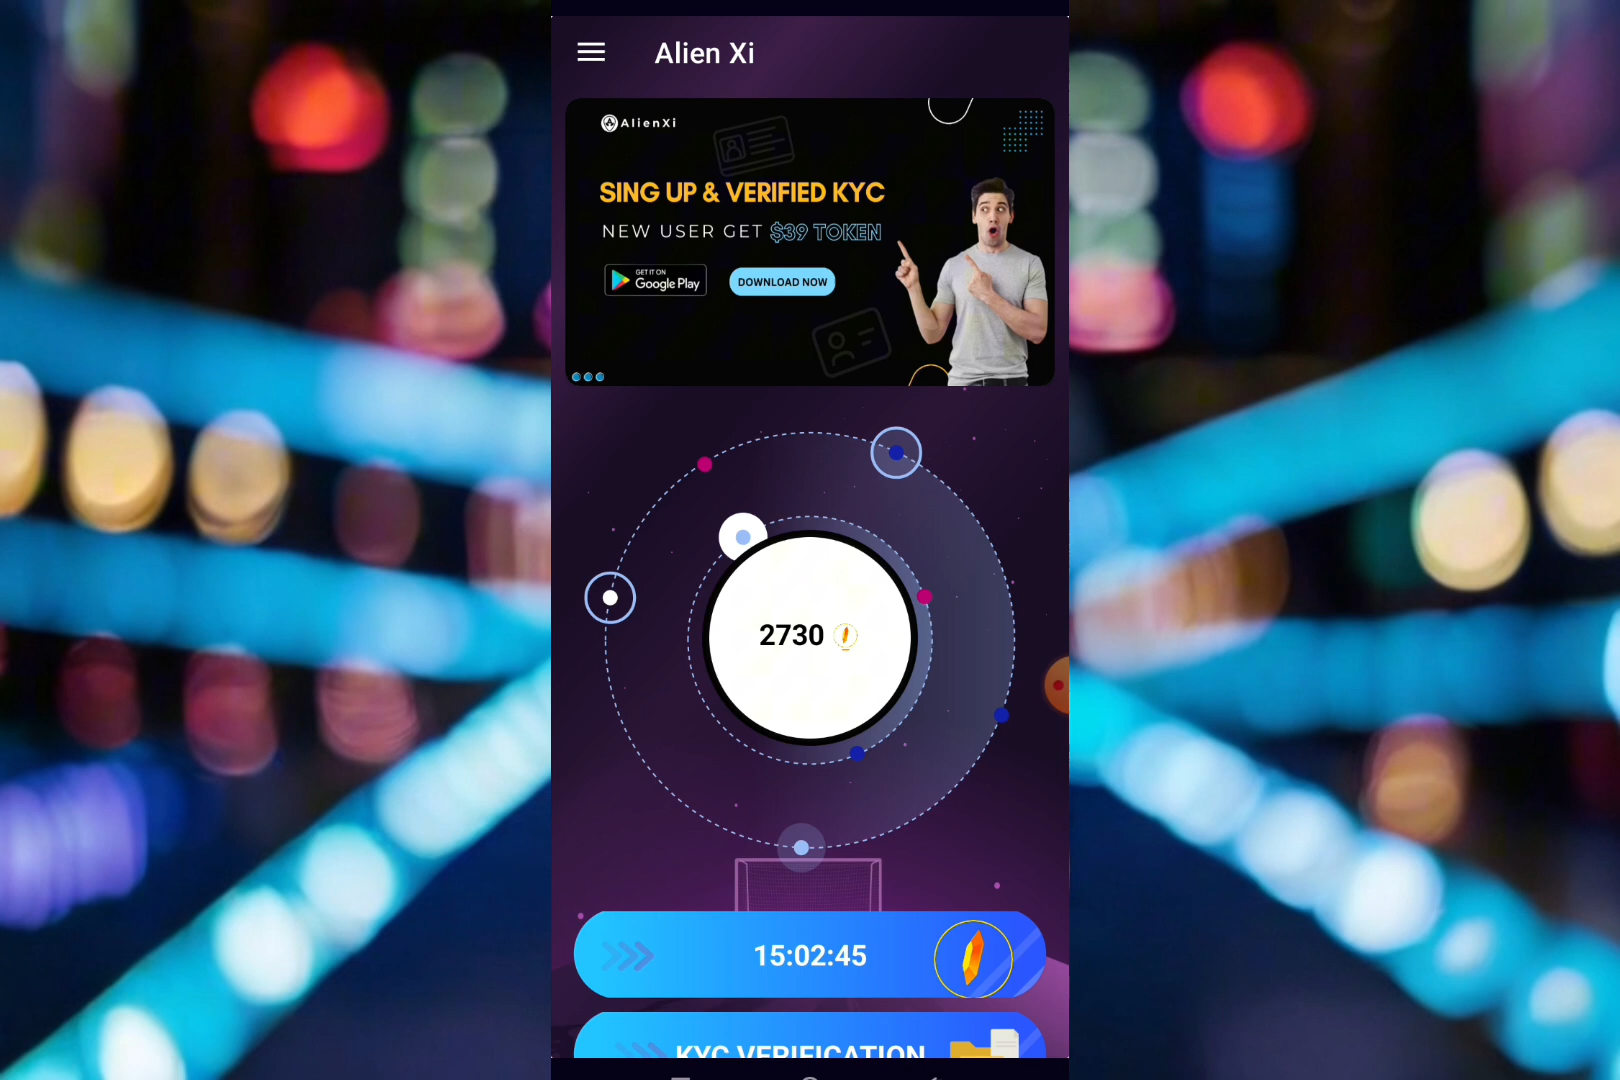 Alien Xi
AlienXi
SING UP & VERIFIED KYC
NEW USER GET $39 TOKEN
GET IT ON
Google Play
DOWNLOAD NOW
2730
15:02:45
KYC VERIFICATION